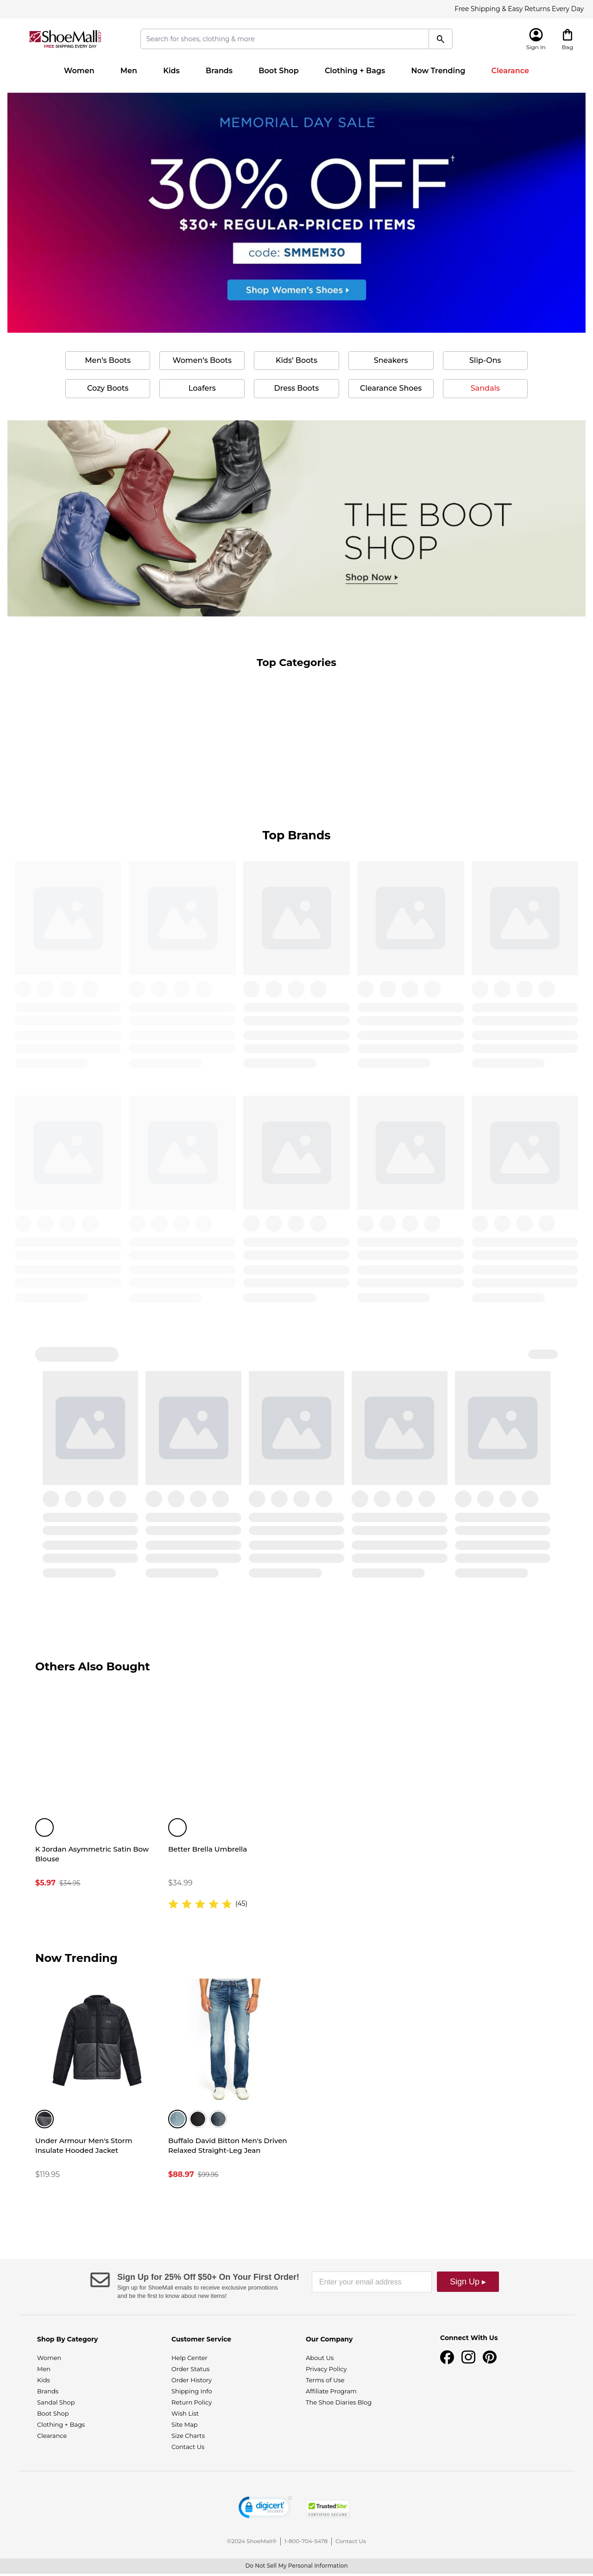 Free Shipping & Easy Returns Every Day
ShoeMall.com
FREE SHIPPING EVERY DAY
Search for shoes, clothing & more
Sign In
Bag
Women Men Kids Brands Boot Shop Clothing + Bags Now Trending Clearance
MEMORIAL DAY SALE
30% OFF†
$30+ REGULAR-PRICED ITEMS
code: SMMEM30
Shop Women's Shoes ▸
Men's Boots Women's Boots Kids' Boots Sneakers Slip-Ons
Cozy Boots Loafers Dress Boots Clearance Shoes Sandals
THE BOOT
SHOP
Shop Now ▸
Top Categories
Top Brands
Others Also Bought
K Jordan Asymmetric Satin Bow
Blouse
$5.97 $34.95
Better Brella Umbrella
$34.99
(45)
Now Trending
Under Armour Men's Storm
Insulate Hooded Jacket
$119.95
Buffalo David Bitton Men's Driven
Relaxed Straight-Leg Jean
$88.97 $99.95
Sign Up for 25% Off $50+ On Your First Order!
Sign up for ShoeMall emails to receive exclusive promotions
and be the first to know about new items!
Enter your email address
Sign Up ▸
Shop By Category
Women
Men
Kids
Brands
Sandal Shop
Boot Shop
Clothing + Bags
Clearance
Customer Service
Help Center
Order Status
Order History
Shipping Info
Return Policy
Wish List
Site Map
Size Charts
Contact Us
Our Company
About Us
Privacy Policy
Terms of Use
Affiliate Program
The Shoe Diaries Blog
Connect With Us
digicert
SECURED
TrustedSite
CERTIFIED SECURE
©2024 ShoeMall® | 1-800-704-5478 | Contact Us
Do Not Sell My Personal Information